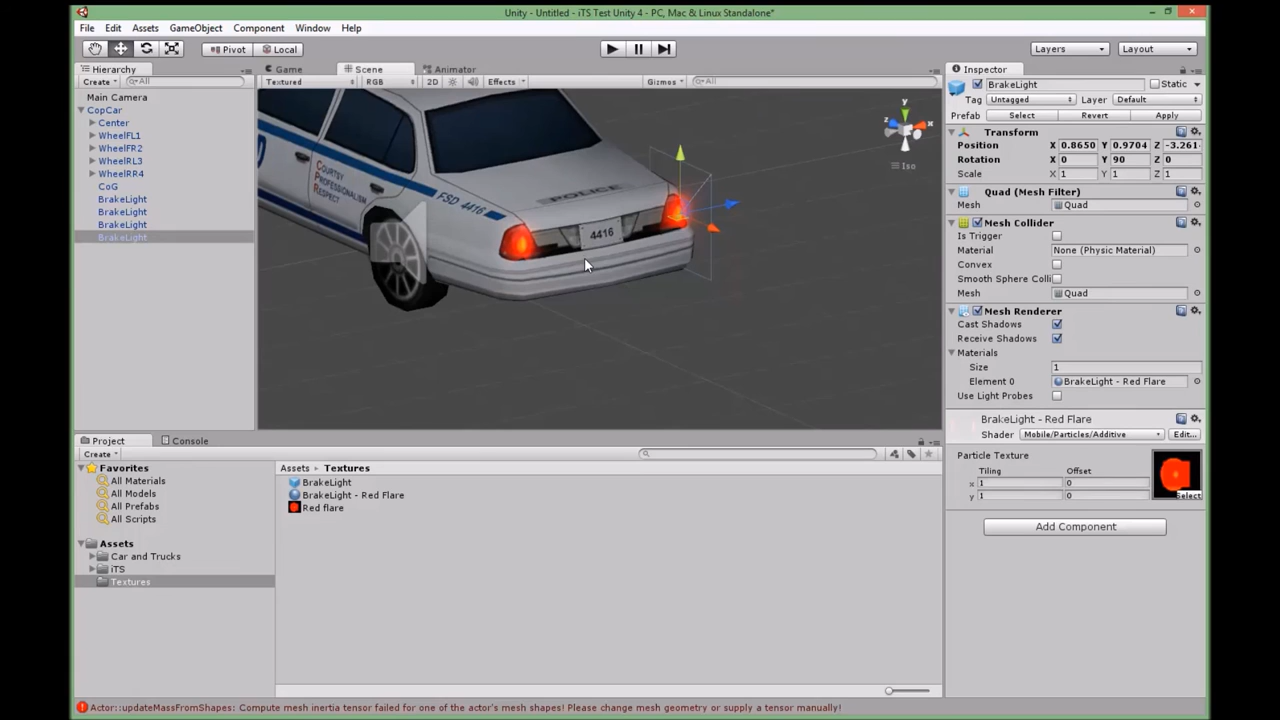 Unity - Untitled - iTS Test Unity 4 - PC, Mac & Linux Standalone*
File Edit Assets GameObject Component Window Help
Pivot Local Layers Layout
Hierarchy
Create All
Main Camera
CopCar
Center
WheelFL1
WheelFR2
WheelRL3
WheelRR4
CoG
BrakeLight
BrakeLight
BrakeLight
BrakeLight
Game Scene Animator
Textured RGB 2D Effects Gizmos All
COURTSY
PROFESSIONALISM
RESPECT
FSD 4416
POLICE
4416
y
x
z
Iso
Inspector
BrakeLight Static
Tag Untagged Layer Default
Prefab Select Revert Apply
Transform
Position X 0.8650 Y 0.9704 Z -3.261
Rotation X 0 Y 90 Z 0
Scale X 1 Y 1 Z 1
Quad (Mesh Filter)
Mesh Quad
Mesh Collider
Is Trigger
Material None (Physic Material)
Convex
Smooth Sphere Colli
Mesh Quad
Mesh Renderer
Cast Shadows
Receive Shadows
Materials
Size 1
Element 0 BrakeLight - Red Flare
Use Light Probes
BrakeLight - Red Flare
Shader Mobile/Particles/Additive Edit...
Particle Texture
Tiling Offset
x 1 0
y 1 0
Select
Add Component
Project Console
Create
Favorites
All Materials
All Models
All Prefabs
All Scripts
Assets
Car and Trucks
iTS
Textures
Assets Textures
BrakeLight
BrakeLight - Red Flare
Red flare
Actor::updateMassFromShapes: Compute mesh inertia tensor failed for one of the actor's mesh shapes! Please change mesh geometry or supply a tensor manually!